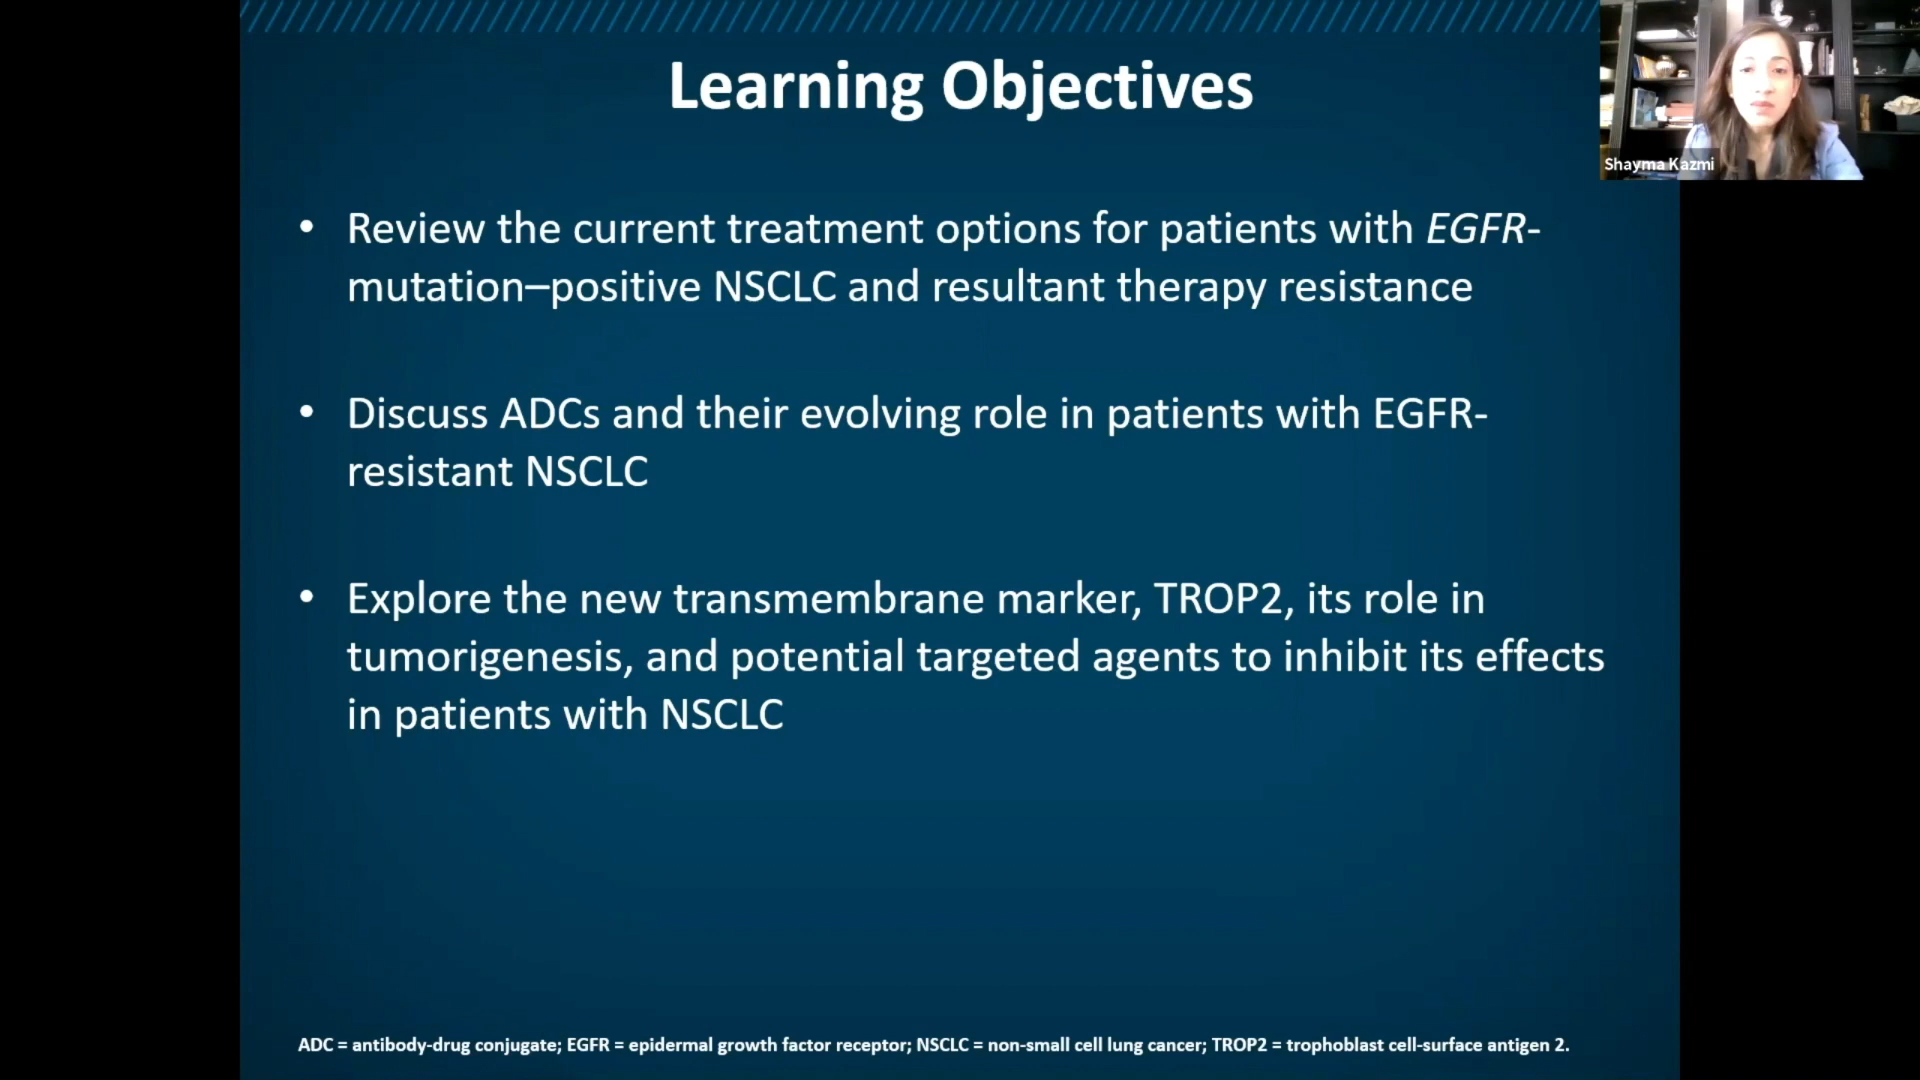 Learning Objectives
Shayma Kazmi
• Review the current treatment options for patients with EGFR-
mutation–positive NSCLC and resultant therapy resistance
• Discuss ADCs and their evolving role in patients with EGFR-
resistant NSCLC
• Explore the new transmembrane marker, TROP2, its role in
tumorigenesis, and potential targeted agents to inhibit its effects
in patients with NSCLC
ADC = antibody-drug conjugate; EGFR = epidermal growth factor receptor; NSCLC = non-small cell lung cancer; TROP2 = trophoblast cell-surface antigen 2.